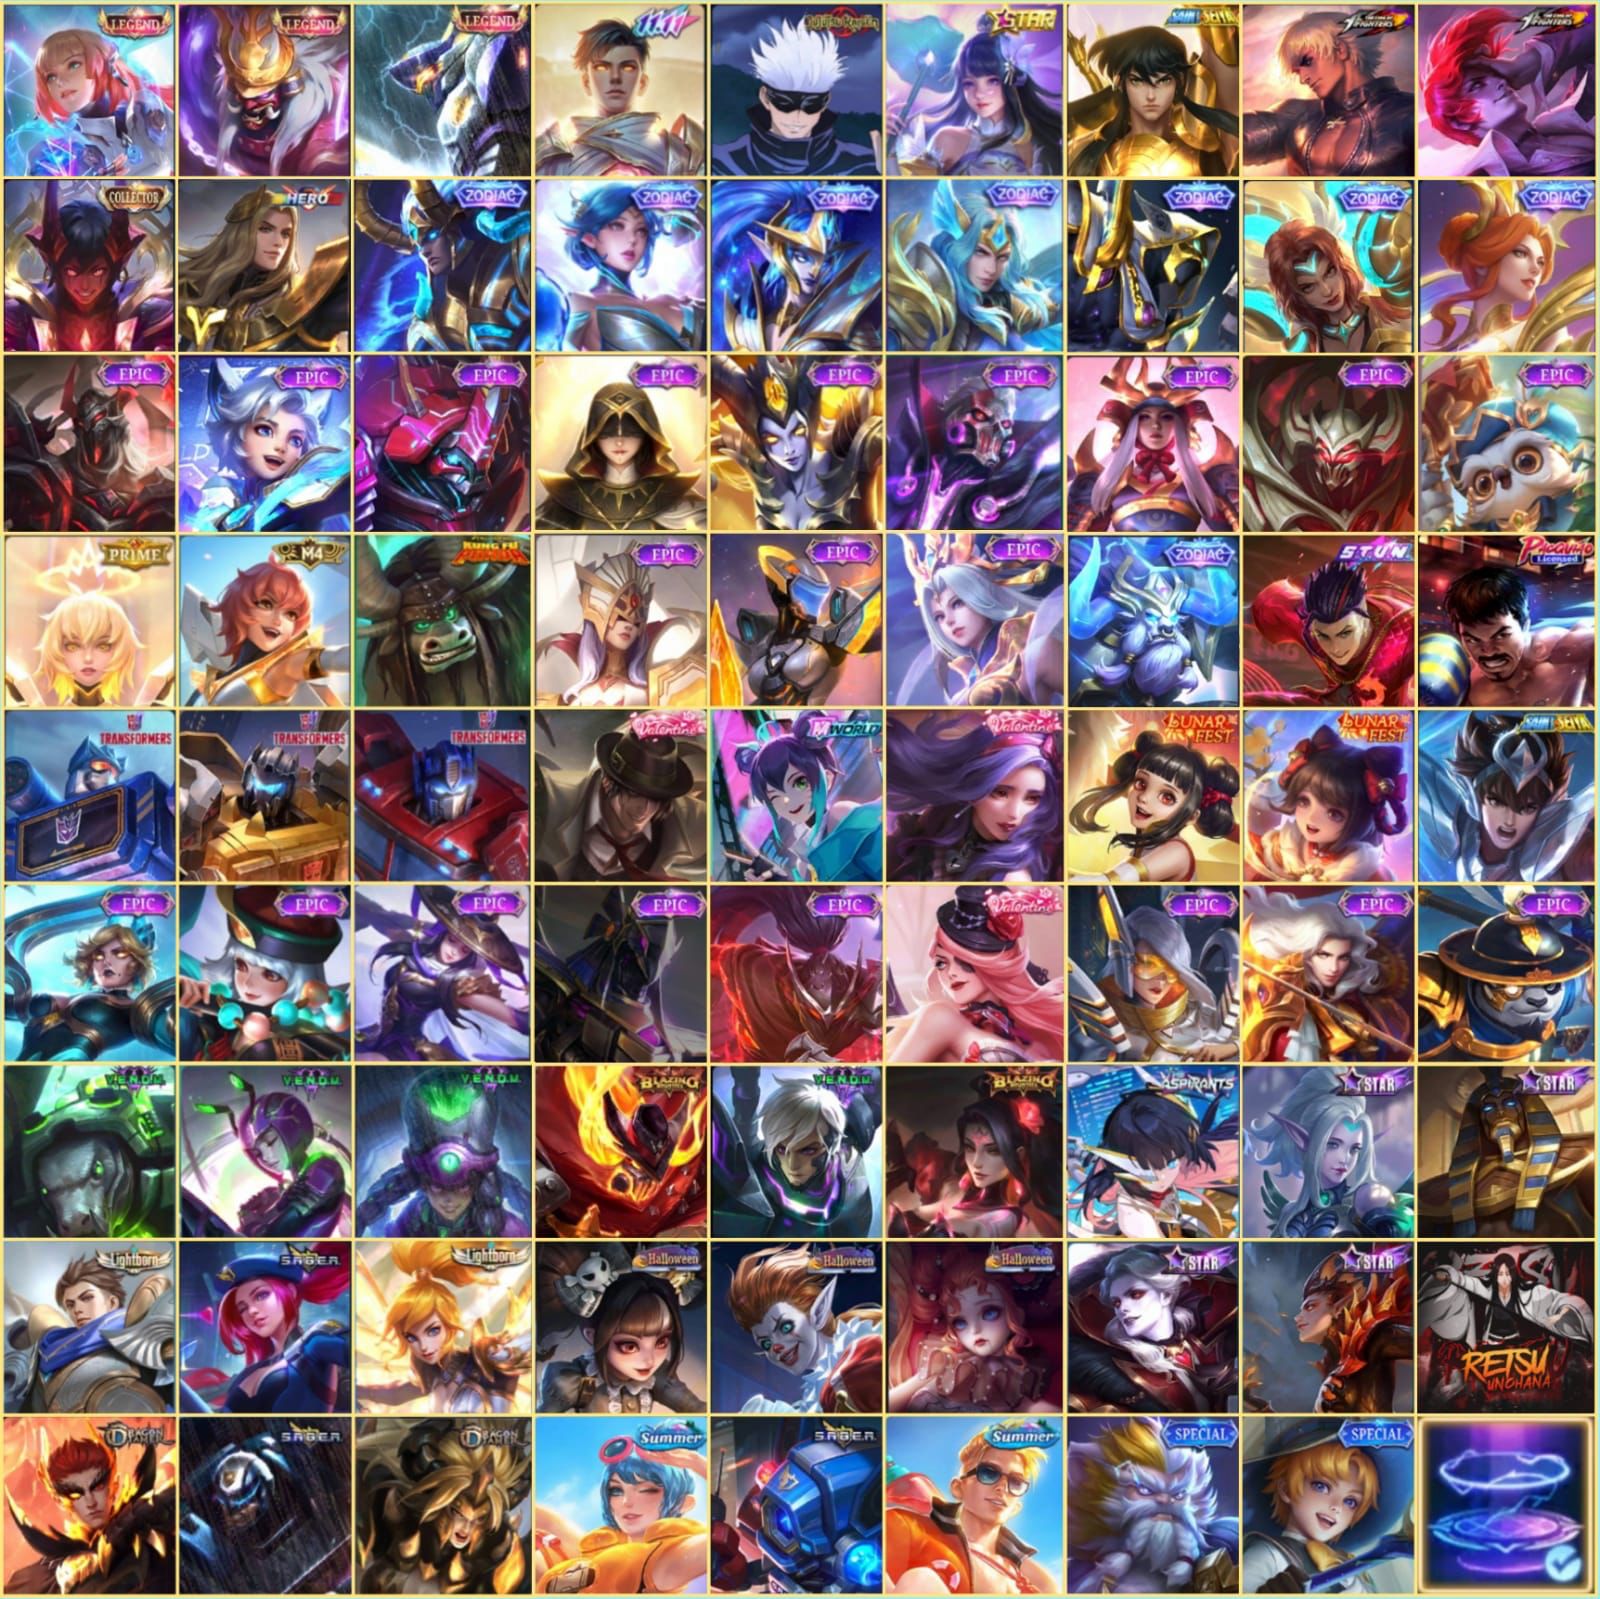 LEGEND
LEGEND
LEGEND
11.11
JUJUTSU KAISEN
STAR
SAINT SEIYA
THE KING OF FIGHTERS
THE KING OF FIGHTERS
COLLECTOR
HERO
ZODIAC
ZODIAC
ZODIAC
ZODIAC
ZODIAC
ZODIAC
ZODIAC
EPIC
EPIC
EPIC
EPIC
EPIC
EPIC
EPIC
EPIC
EPIC
PRIME
M4
KUNG FU
PANDA
EPIC
EPIC
EPIC
ZODIAC
S.T.U.N.
PACQUIAO
Licensed
TRANSFORMERS
TRANSFORMERS
TRANSFORMERS
Valentine
MWORLD
Valentine
LUNAR
FEST
LUNAR
FEST
SAINT SEIYA
EPIC
EPIC
EPIC
EPIC
EPIC
Valentine
EPIC
EPIC
EPIC
V.E.N.O.M.
V.E.N.O.M.
V.E.N.O.M.
BLAZING
V.E.N.O.M.
BLAZING
ASPIRANTS
STAR
STAR
Lightborn
S.A.B.E.R.
Lightborn
Halloween
Halloween
Halloween
STAR
STAR
RETSU
UNOHANA
DRAGON
TAMER
S.A.B.E.R.
DRAGON
TAMER
Summer
S.A.B.E.R.
Summer
SPECIAL
SPECIAL